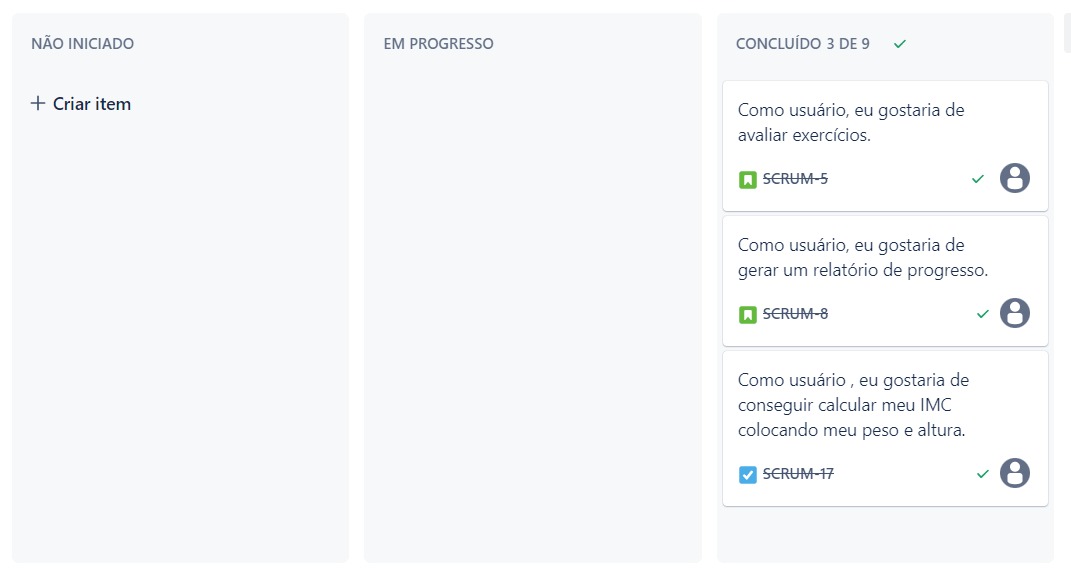 NÃO INICIADO
+ Criar item
EM PROGRESSO
CONCLUÍDO 3 DE 9
Como usuário, eu gostaria de
avaliar exercícios.
SCRUM-5
Como usuário, eu gostaria de
gerar um relatório de progresso.
SCRUM-8
Como usuário , eu gostaria de
conseguir calcular meu IMC
colocando meu peso e altura.
SCRUM-17